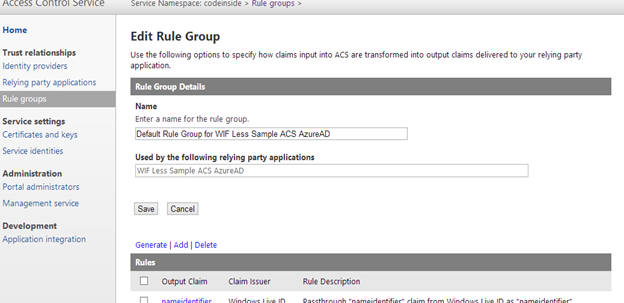 Access Control Service
Service Namespace: codeinside > Rule groups >
Home
Trust relationships
Identity providers
Relying party applications
Rule groups
Service settings
Certificates and keys
Service identities
Administration
Portal administrators
Management service
Development
Application integration
Edit Rule Group
Use the following options to specify how claims input into ACS are transformed into output claims delivered to your relying party
application.
Rule Group Details
Name
Enter a name for the rule group.
Default Rule Group for WIF Less Sample ACS AzureAD
Used by the following relying party applications
WIF Less Sample ACS AzureAD
Save Cancel
Generate | Add | Delete
Rules
Output Claim Claim Issuer Rule Description
nameidentifier Windows Live ID Passthrough "nameidentifier" claim from Windows Live ID as "nameidentifier"